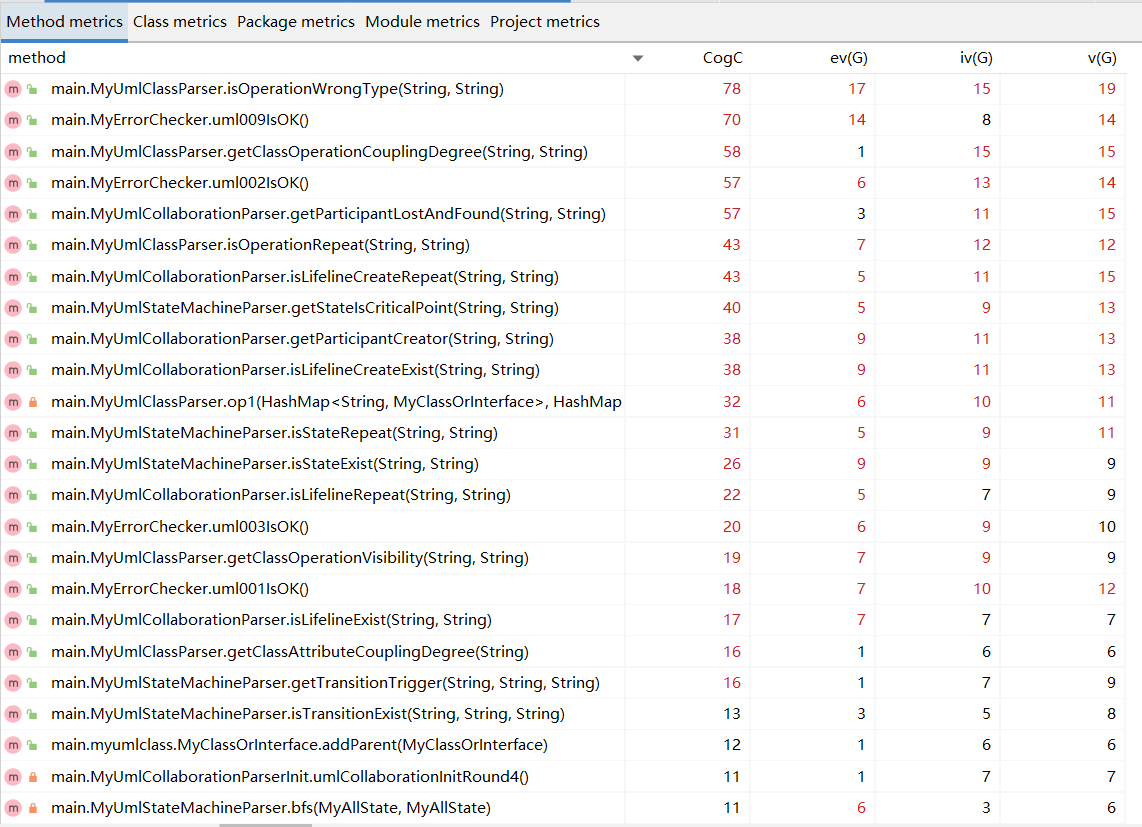 Method metrics Class metrics Package metrics Module metrics Project metrics
method CogC ev(G) iv(G) v(G)
m main.MyUmlClassParser.isOperationWrongType(String, String) 78 17 15 19
m main.MyErrorChecker.uml009IsOK() 70 14 8 14
m main.MyUmlClassParser.getClassOperationCouplingDegree(String, String) 58 1 15 15
m main.MyErrorChecker.uml002IsOK() 57 6 13 14
m main.MyUmlCollaborationParser.getParticipantLostAndFound(String, String) 57 3 11 15
m main.MyUmlClassParser.isOperationRepeat(String, String) 43 7 12 12
m main.MyUmlCollaborationParser.isLifelineCreateRepeat(String, String) 43 5 11 15
m main.MyUmlStateMachineParser.getStateIsCriticalPoint(String, String) 40 5 9 13
m main.MyUmlCollaborationParser.getParticipantCreator(String, String) 38 9 11 13
m main.MyUmlCollaborationParser.isLifelineCreateExist(String, String) 38 9 11 13
m main.MyUmlClassParser.op1(HashMap<String, MyClassOrInterface>, HashMap 32 6 10 11
m main.MyUmlStateMachineParser.isStateRepeat(String, String) 31 5 9 11
m main.MyUmlStateMachineParser.isStateExist(String, String) 26 9 9 9
m main.MyUmlCollaborationParser.isLifelineRepeat(String, String) 22 5 7 9
m main.MyErrorChecker.uml003IsOK() 20 6 9 10
m main.MyUmlClassParser.getClassOperationVisibility(String, String) 19 7 9 9
m main.MyErrorChecker.uml001IsOK() 18 7 10 12
m main.MyUmlCollaborationParser.isLifelineExist(String, String) 17 7 7 7
m main.MyUmlClassParser.getClassAttributeCouplingDegree(String) 16 1 6 6
m main.MyUmlStateMachineParser.getTransitionTrigger(String, String, String) 16 1 7 9
m main.MyUmlStateMachineParser.isTransitionExist(String, String, String) 13 3 5 8
m main.myumlclass.MyClassOrInterface.addParent(MyClassOrInterface) 12 1 6 6
m main.MyUmlCollaborationParserInit.umlCollaborationInitRound4() 11 1 7 7
m main.MyUmlStateMachineParser.bfs(MyAllState, MyAllState) 11 6 3 6